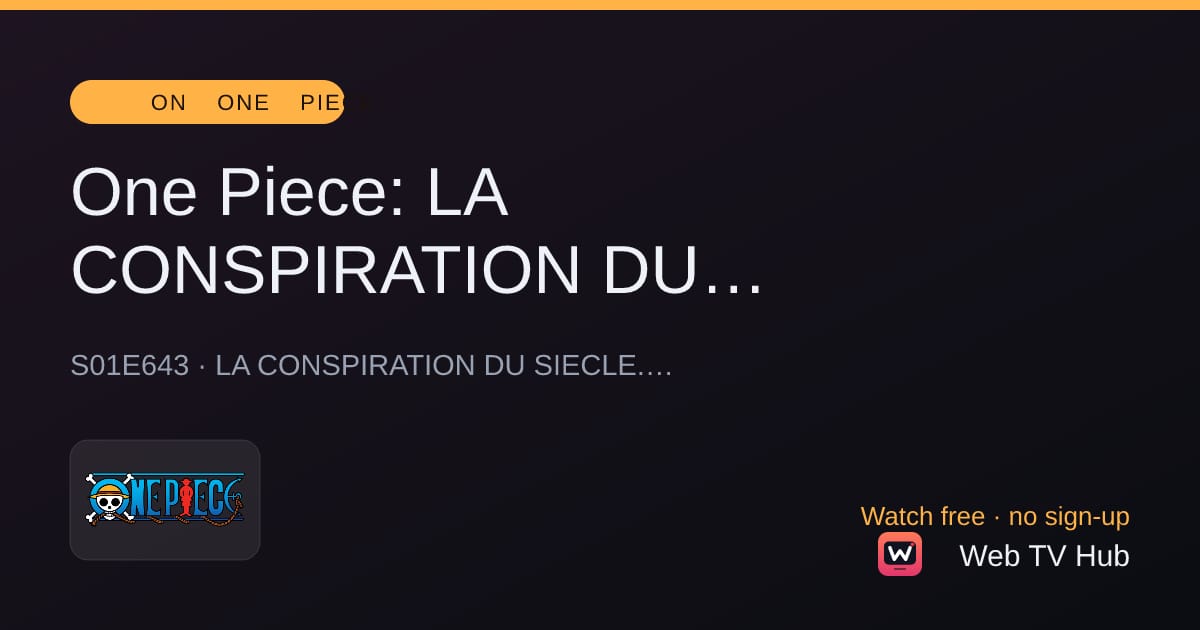 ON ONE PIECE
One Piece: LA
CONSPIRATION DU…
S01E643 · LA CONSPIRATION DU SIECLE.…
ONE PIECE
Watch free · no sign-up
W
Web TV Hub